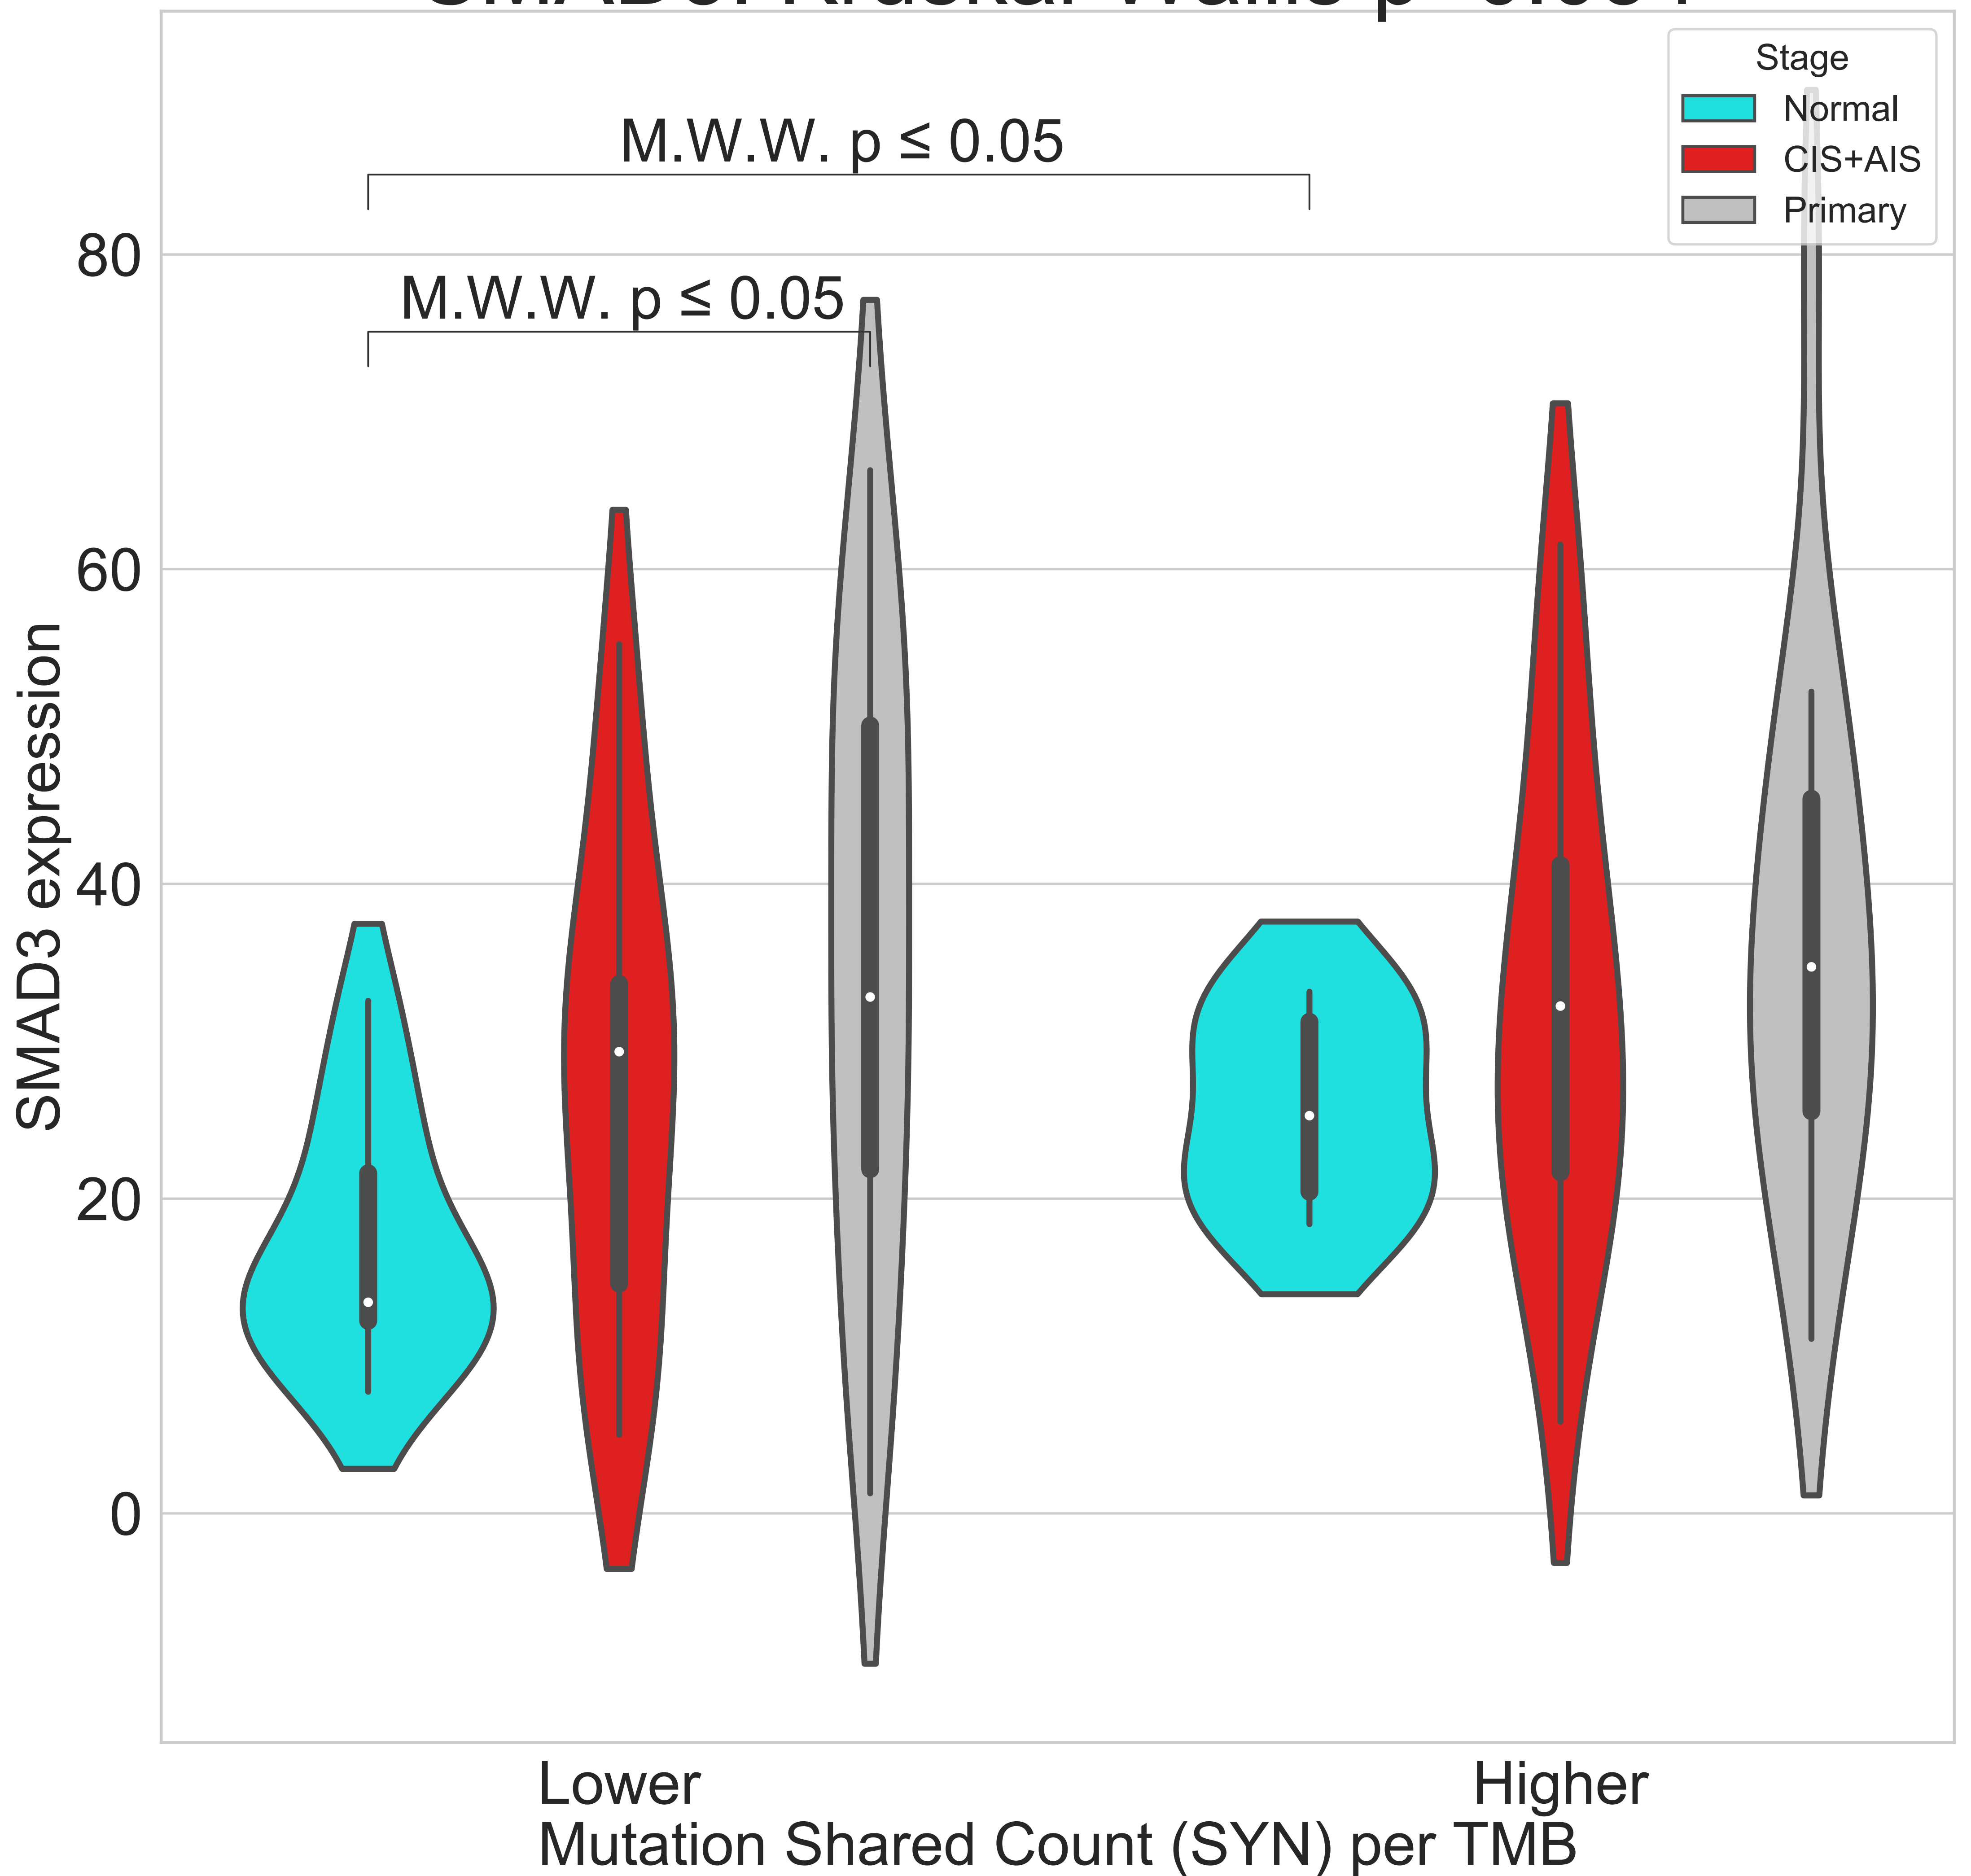 Stage
Normal
CIS+AIS
Primary
M.W.W. p ≤ 0.05
M.W.W. p ≤ 0.05
80
60
40
20
0
SMAD3 expression
Lower
Higher
Mutation Shared Count (SYN) per TMB